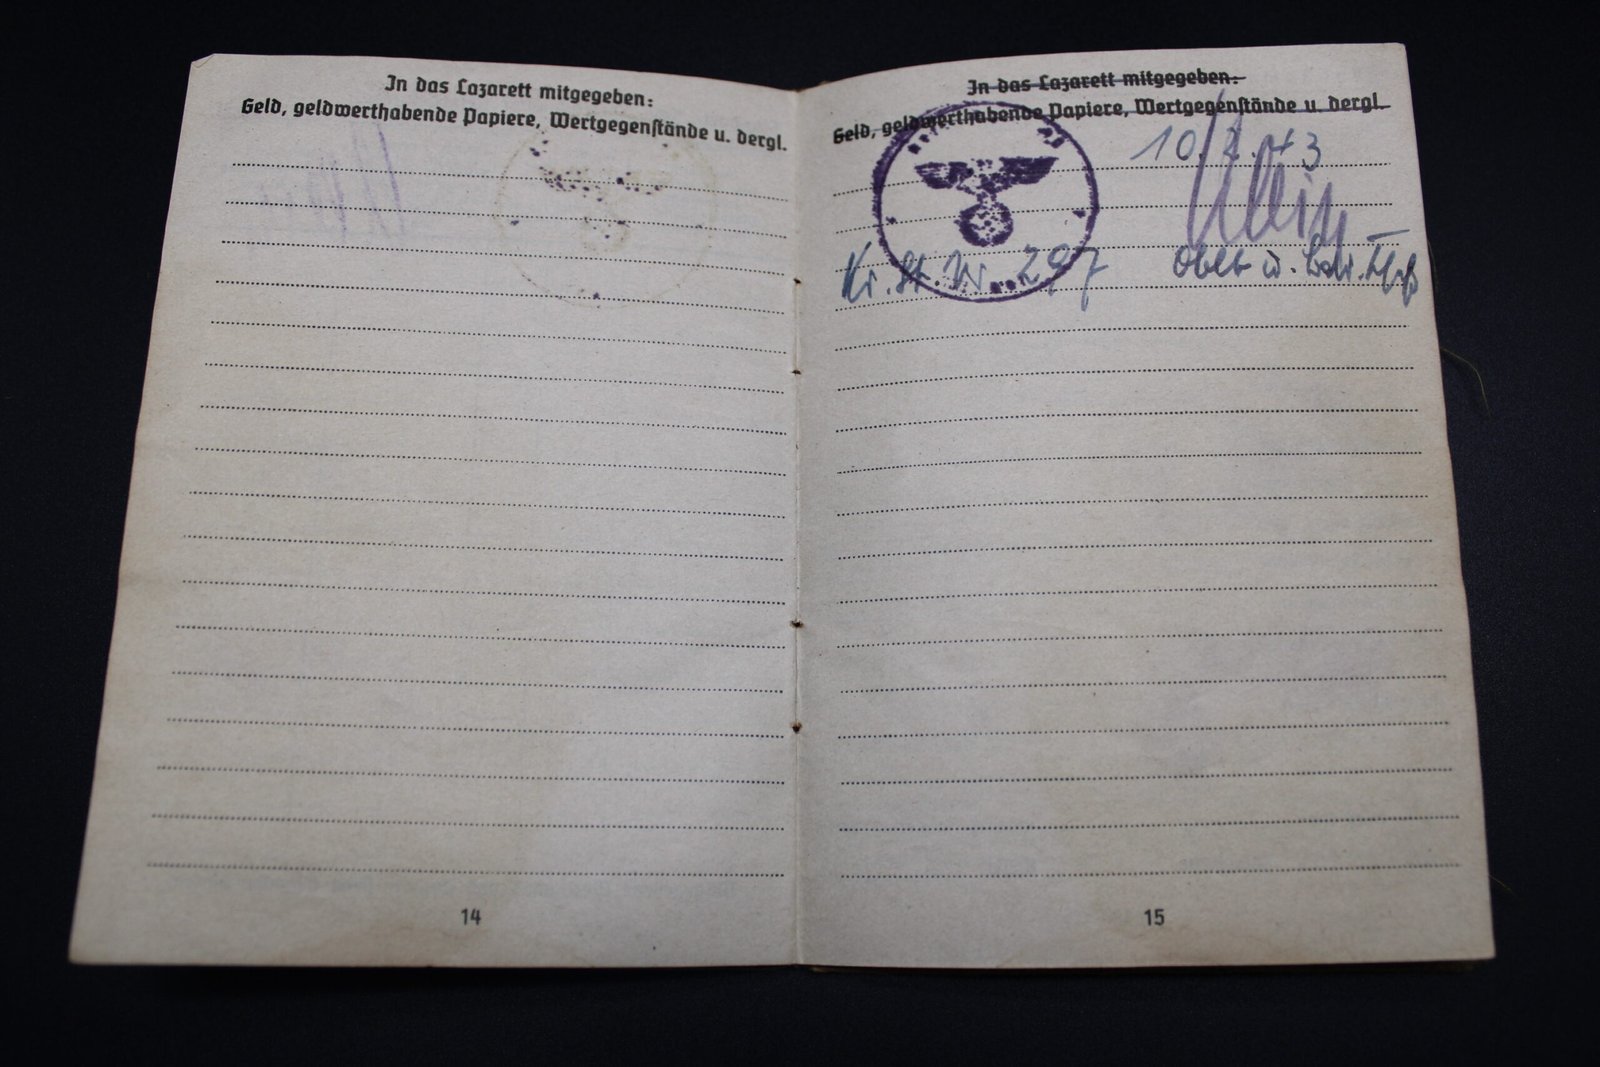 In das Lazarett mitgegeben:
Geld, geldwerthabende Papiere, Wertgegenstände u. dergl.
14
In das Lazarett mitgegeben:
Geld, geldwerthabende Papiere, Wertgegenstände u. dergl.
10. 2. 43
Kr. St. Nr. 297
15